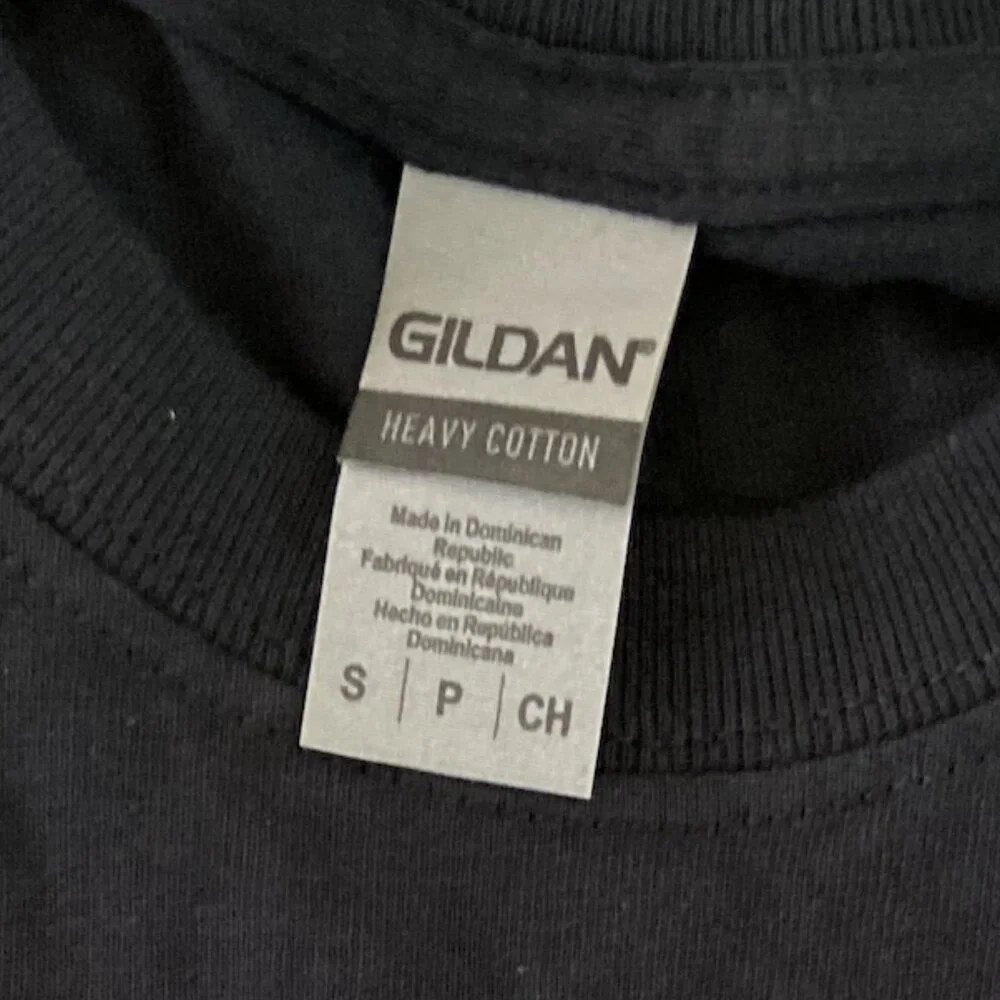 GILDAN®
HEAVY COTTON
Made in Dominican
Republic
Fabriqué en République
Dominicaine
Hecho en República
Dominicana
S | P | CH